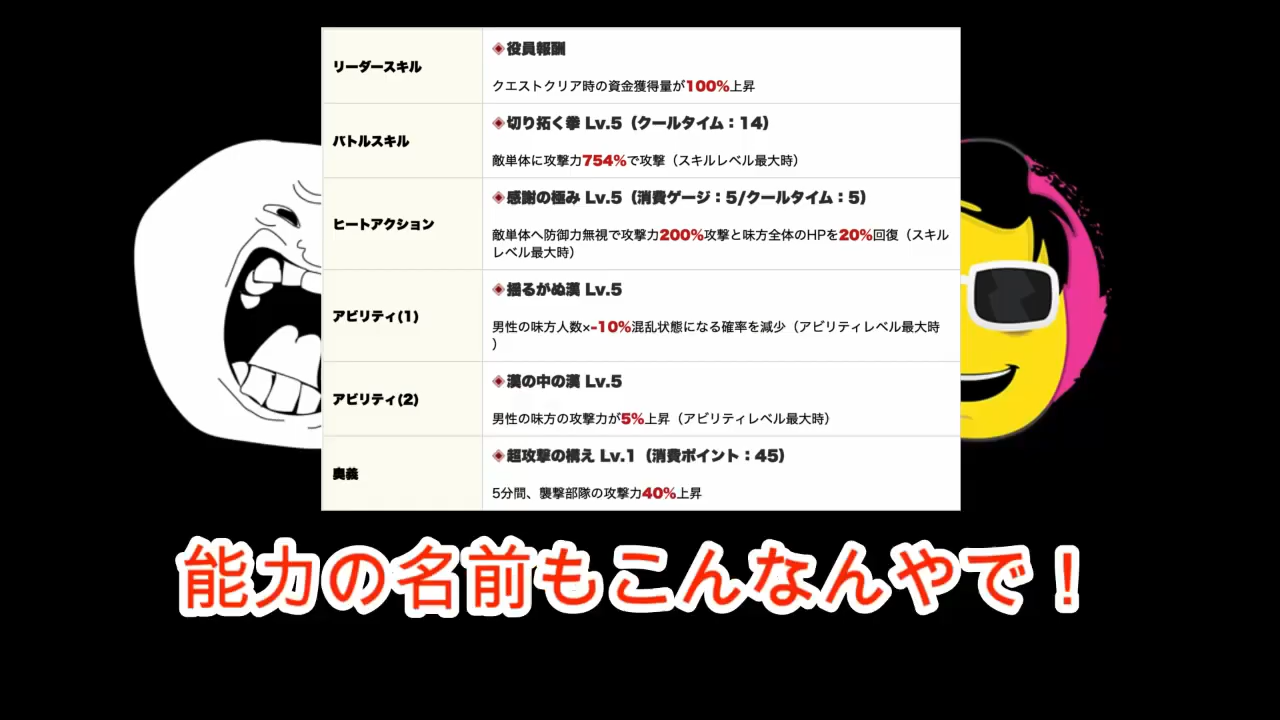 リーダースキル
◈役員報酬
クエストクリア時の資金獲得量が100%上昇
バトルスキル
◈切り拓く拳 Lv.5（クールタイム：14）
敵単体に攻撃力754%で攻撃（スキルレベル最大時）
ヒートアクション
◈感謝の極み Lv.5（消費ゲージ：5/クールタイム：5）
敵単体へ防御力無視で攻撃力200%攻撃と味方全体のHPを20%回復（スキル
レベル最大時）
アビリティ(1)
◈揺るがぬ漢 Lv.5
男性の味方人数×-10%混乱状態になる確率を減少（アビリティレベル最大時
）
アビリティ(2)
◈漢の中の漢 Lv.5
男性の味方の攻撃力が5%上昇（アビリティレベル最大時）
奥義
◈超攻撃の構え Lv.1（消費ポイント：45）
5分間、襲撃部隊の攻撃力40%上昇
能力の名前もこんなんやで！